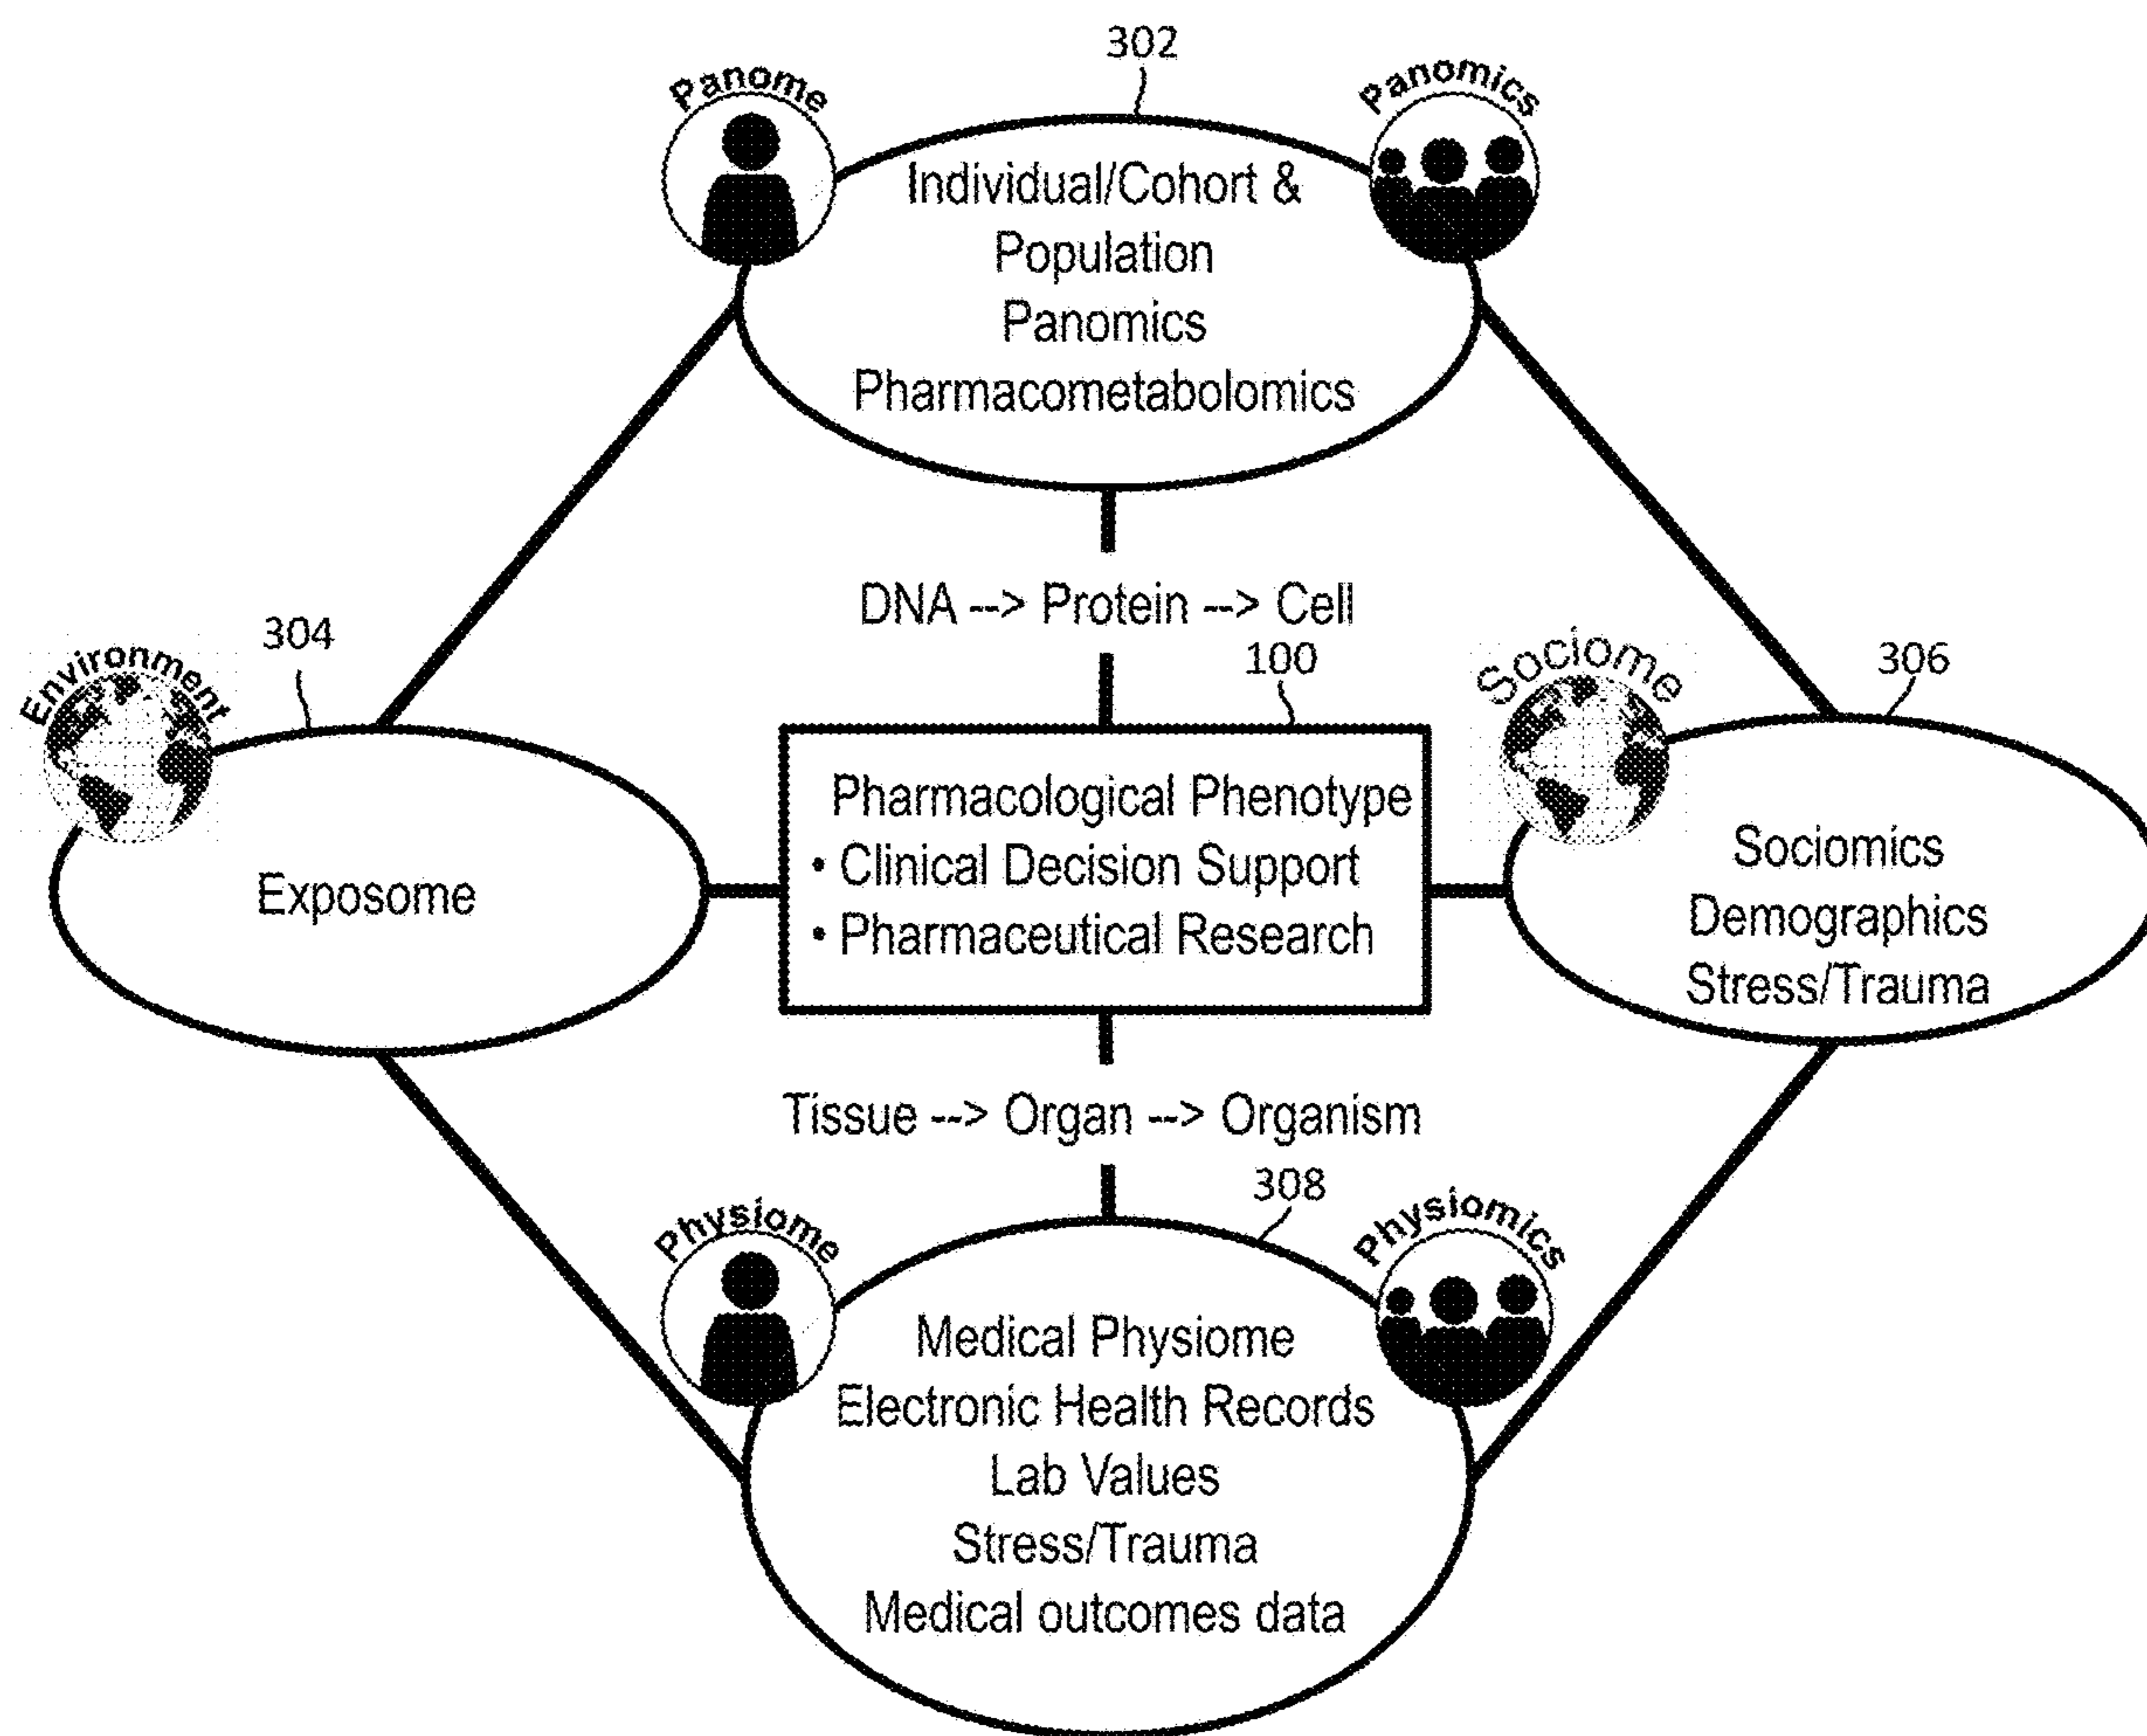 302
Panome
Panomics
Individual/Cohort &
Population
Panomics
Pharmacometabolomics
DNA --> Protein --> Cell
Environment
304
100
Sociome
306
Exposome
Pharmacological Phenotype
• Clinical Decision Support
• Pharmaceutical Research
Sociomics
Demographics
Stress/Trauma
Tissue --> Organ --> Organism
308
Physiome
Physiomics
Medical Physiome
Electronic Health Records
Lab Values
Stress/Trauma
Medical outcomes data